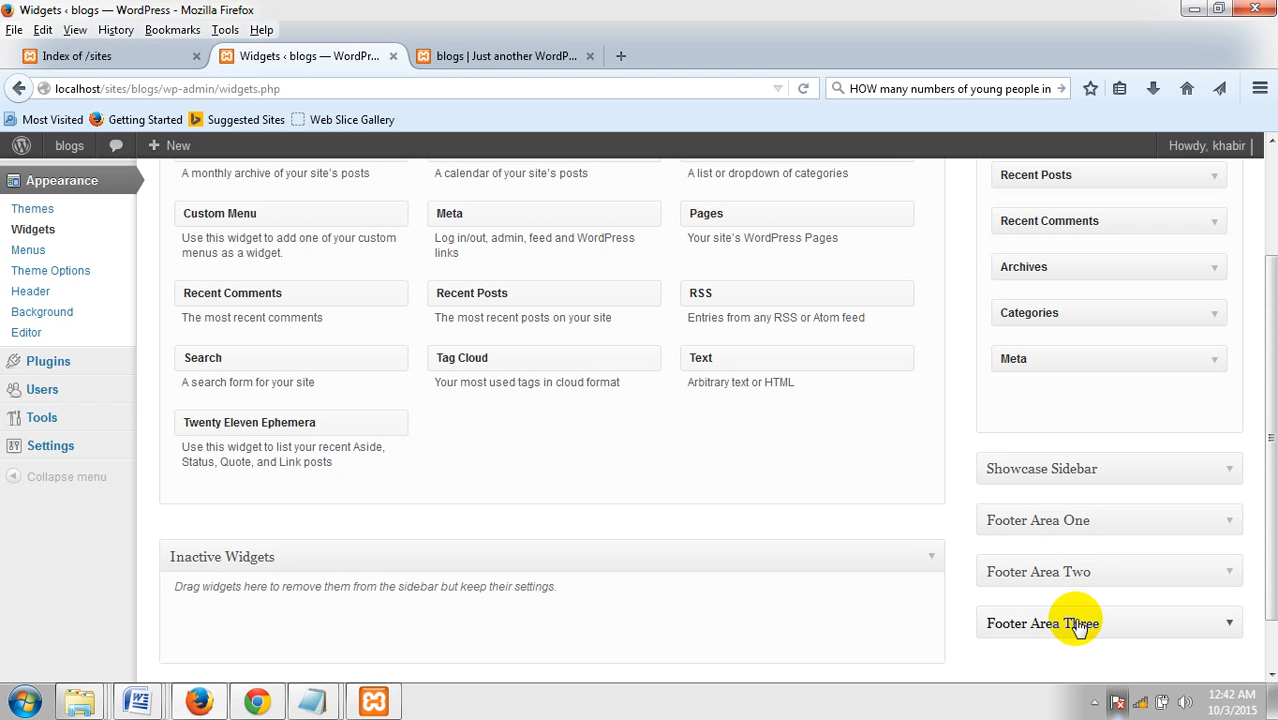 Widgets ‹ blogs — WordPress - Mozilla Firefox
File Edit View History Bookmarks Tools Help
Index of /sites
Widgets ‹ blogs — WordPr...
blogs | Just another WordP...
localhost/sites/blogs/wp-admin/widgets.php
HOW many numbers of young people in
Most Visited Getting Started Suggested Sites Web Slice Gallery
blogs New Howdy, khabir
Appearance
Themes
Widgets
Menus
Theme Options
Header
Background
Editor
Plugins
Users
Tools
Settings
Collapse menu
A monthly archive of your site's posts
A calendar of your site's posts
A list or dropdown of categories
Custom Menu
Use this widget to add one of your custom
menus as a widget.
Meta
Log in/out, admin, feed and WordPress
links
Pages
Your site's WordPress Pages
Recent Comments
The most recent comments
Recent Posts
The most recent posts on your site
RSS
Entries from any RSS or Atom feed
Search
A search form for your site
Tag Cloud
Your most used tags in cloud format
Text
Arbitrary text or HTML
Twenty Eleven Ephemera
Use this widget to list your recent Aside,
Status, Quote, and Link posts
Inactive Widgets
Drag widgets here to remove them from the sidebar but keep their settings.
Recent Posts
Recent Comments
Archives
Categories
Meta
Showcase Sidebar
Footer Area One
Footer Area Two
Footer Area Three
12:42 AM
10/3/2015